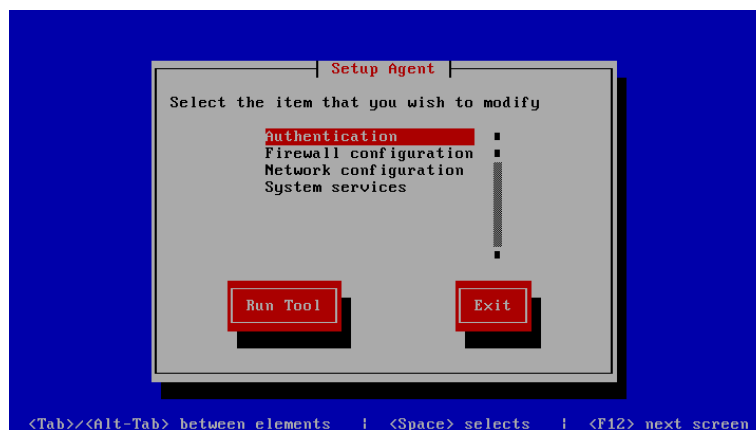 Setup Agent
Select the item that you wish to modify
Authentication
Firewall configuration
Network configuration
System services
Run Tool
Exit
<Tab>/<Alt-Tab> between elements | <Space> selects | <F12> next screen